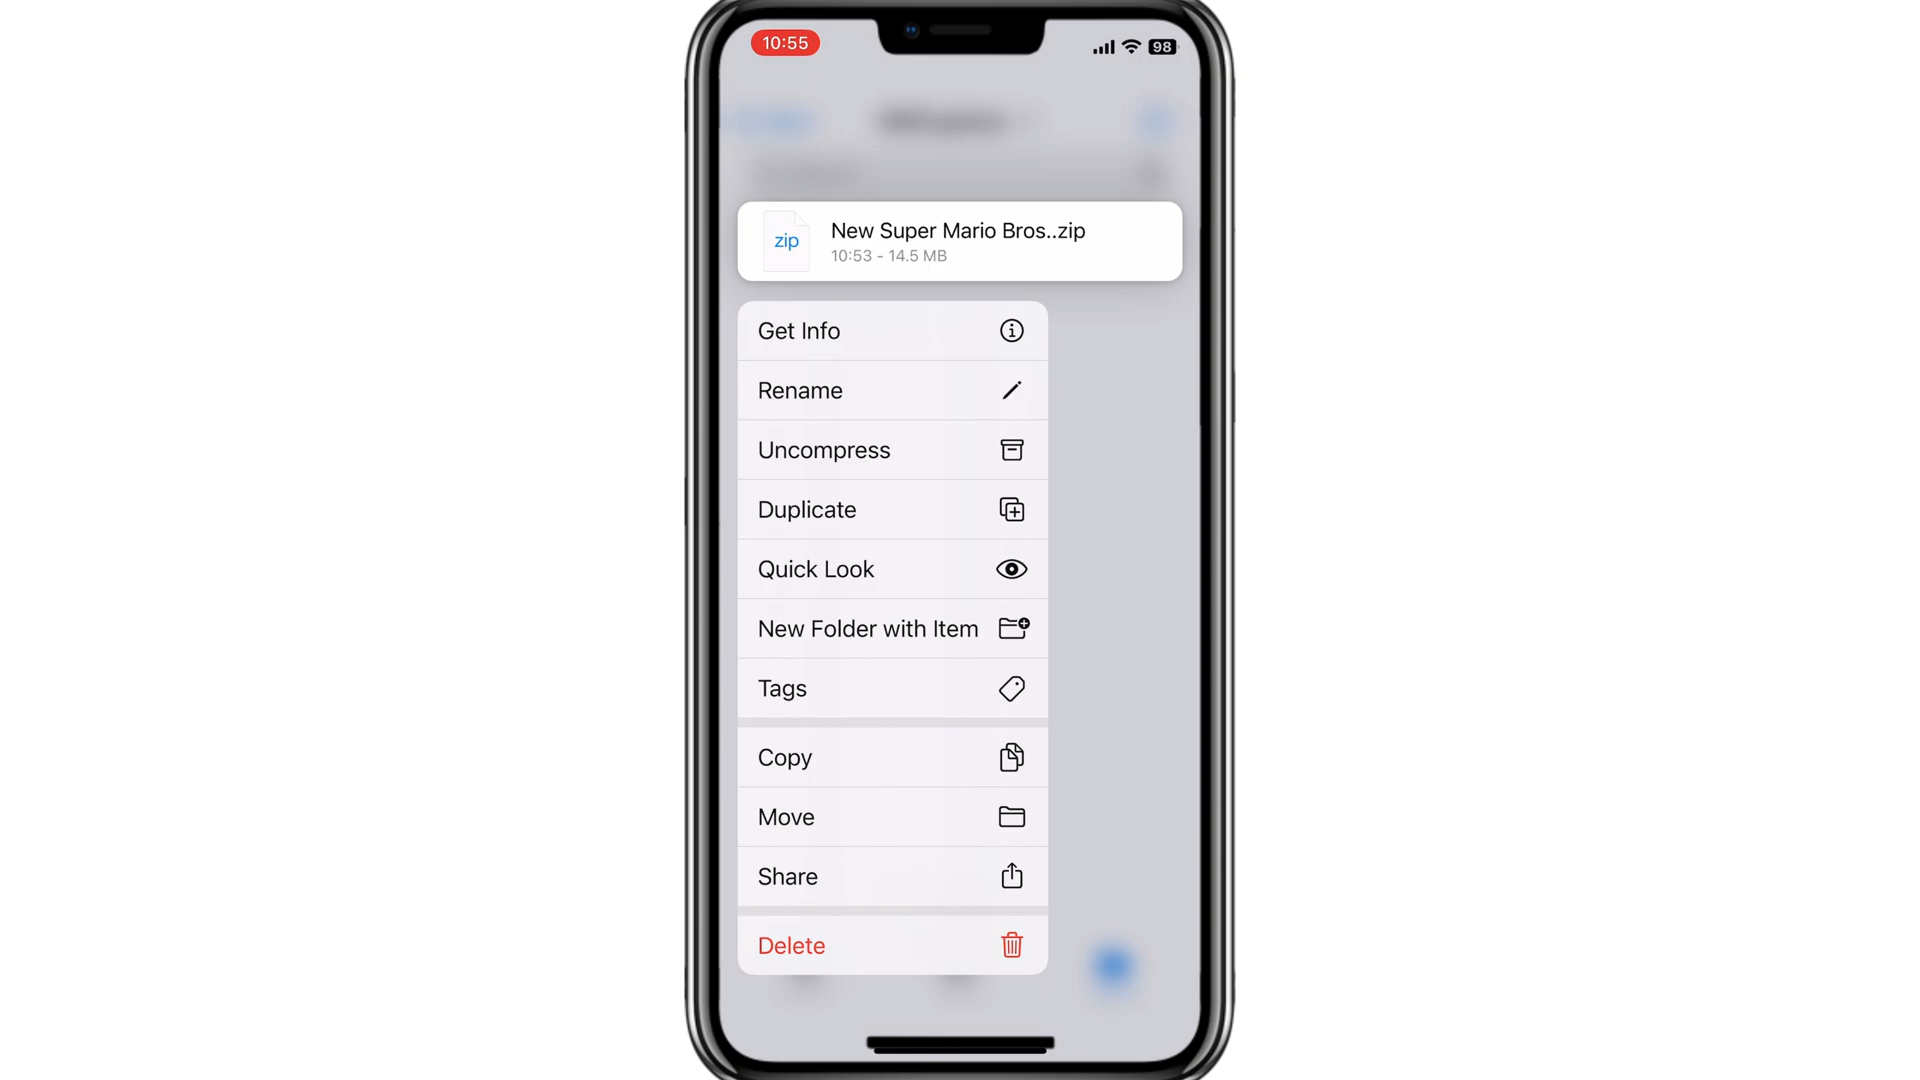 10:55
98
zip
New Super Mario Bros..zip
10:53 - 14.5 MB
Get Info
Rename
Uncompress
Duplicate
Quick Look
New Folder with Item
Tags
Copy
Move
Share
Delete